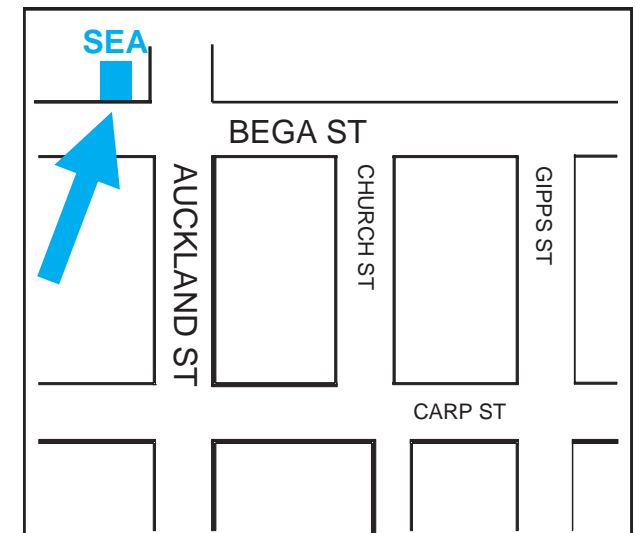 SEA
BEGA ST
AUCKLAND ST
CHURCH ST
GIPPS ST
CARP ST